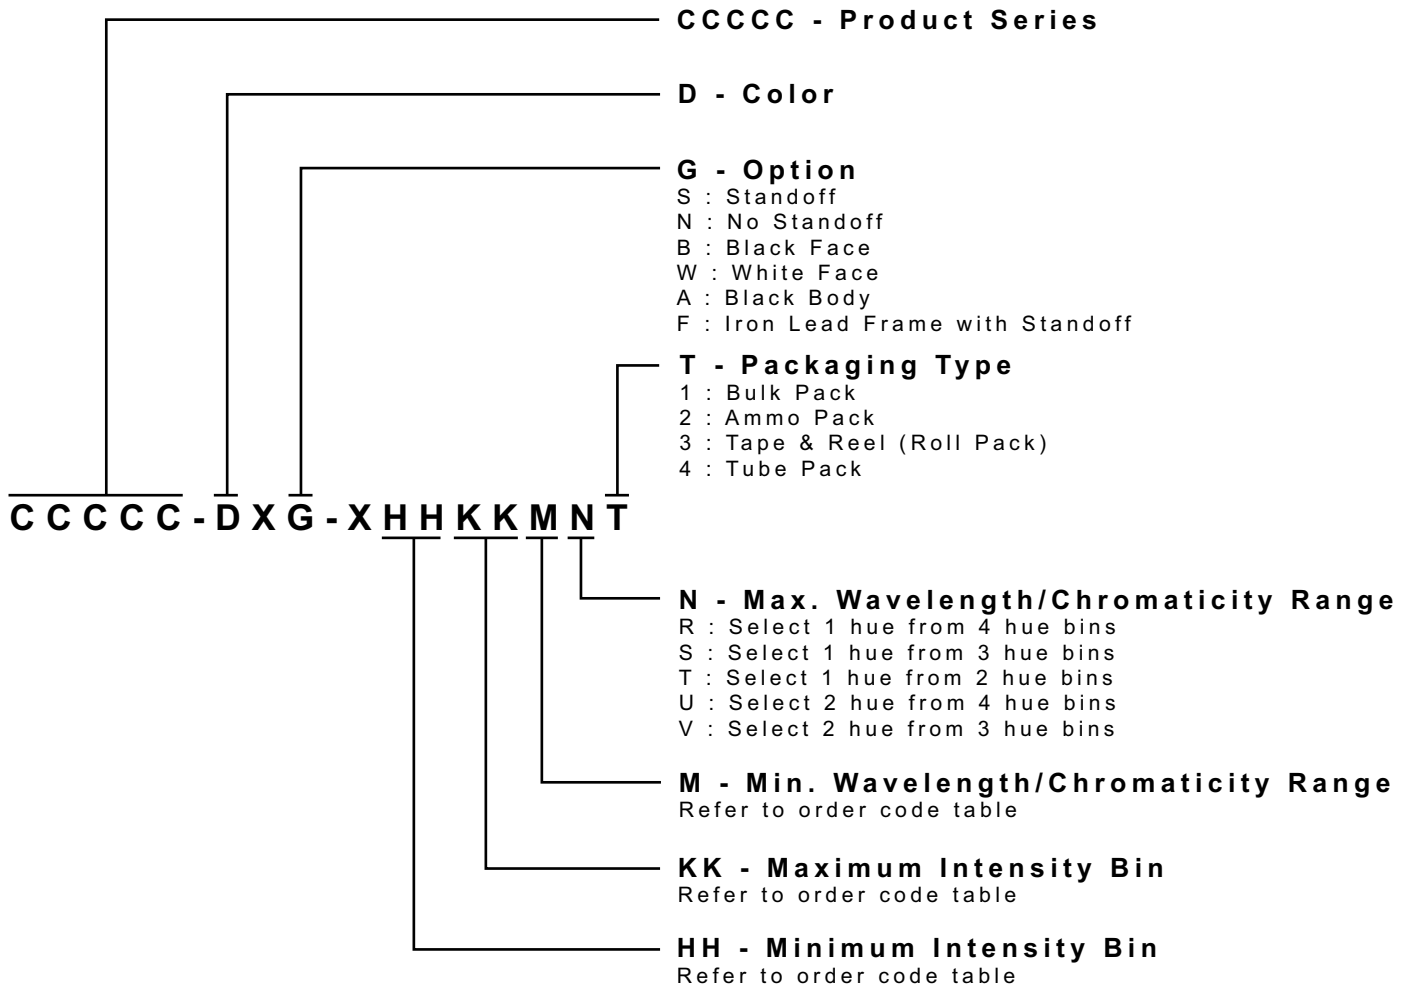 CCCCC - Product Series
D - Color
G - Option
S : Standoff
N : No Standoff
B : Black Face
W : White Face
A : Black Body
F : Iron Lead Frame with Standoff
T - Packaging Type
1 : Bulk Pack
2 : Ammo Pack
3 : Tape & Reel (Roll Pack)
4 : Tube Pack
CCCCC-DXG-XHHKKMNT
N - Max. Wavelength/Chromaticity Range
R : Select 1 hue from 4 hue bins
S : Select 1 hue from 3 hue bins
T : Select 1 hue from 2 hue bins
U : Select 2 hue from 4 hue bins
V : Select 2 hue from 3 hue bins
M - Min. Wavelength/Chromaticity Range
Refer to order code table
KK - Maximum Intensity Bin
Refer to order code table
HH - Minimum Intensity Bin
Refer to order code table